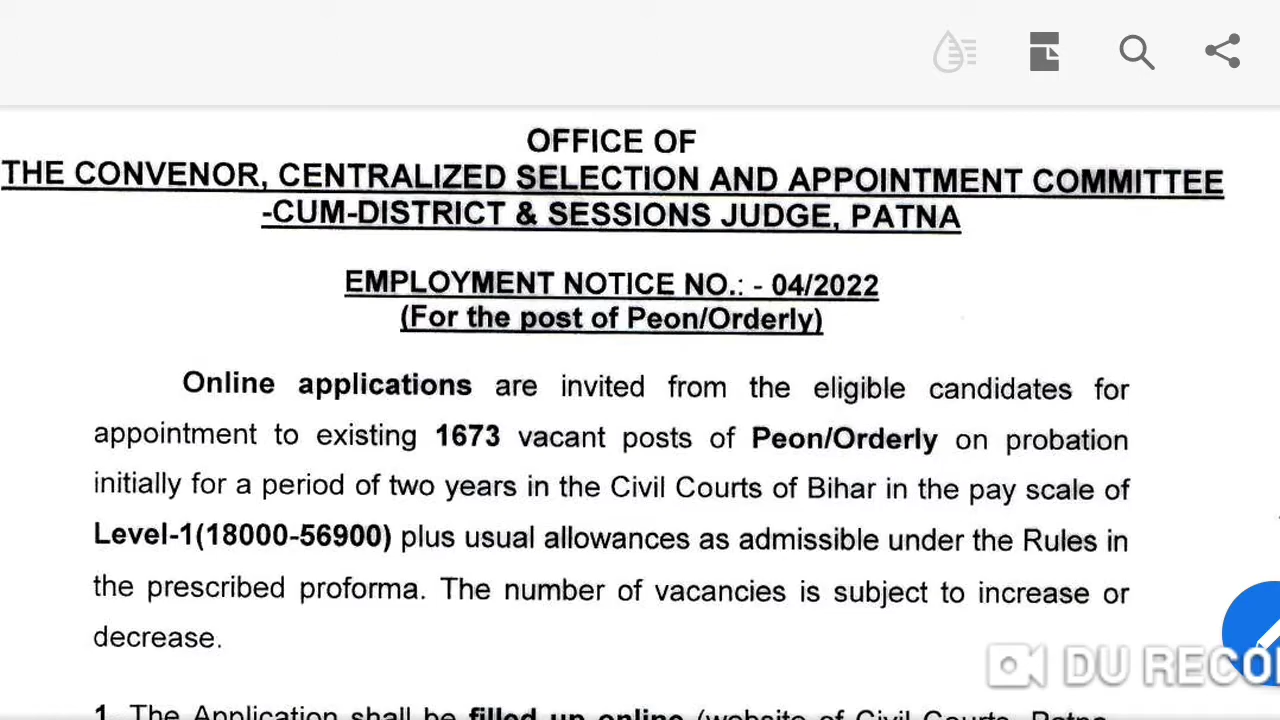 OFFICE OF
THE CONVENOR, CENTRALIZED SELECTION AND APPOINTMENT COMMITTEE
-CUM-DISTRICT & SESSIONS JUDGE, PATNA
EMPLOYMENT NOTICE NO.: - 04/2022
(For the post of Peon/Orderly)
Online applications are invited from the eligible candidates for
appointment to existing 1673 vacant posts of Peon/Orderly on probation
initially for a period of two years in the Civil Courts of Bihar in the pay scale of
Level-1(18000-56900) plus usual allowances as admissible under the Rules in
the prescribed proforma. The number of vacancies is subject to increase or
decrease.
DU RECO
1. The Application shall be filled up online (website of Civil Courts, Patna